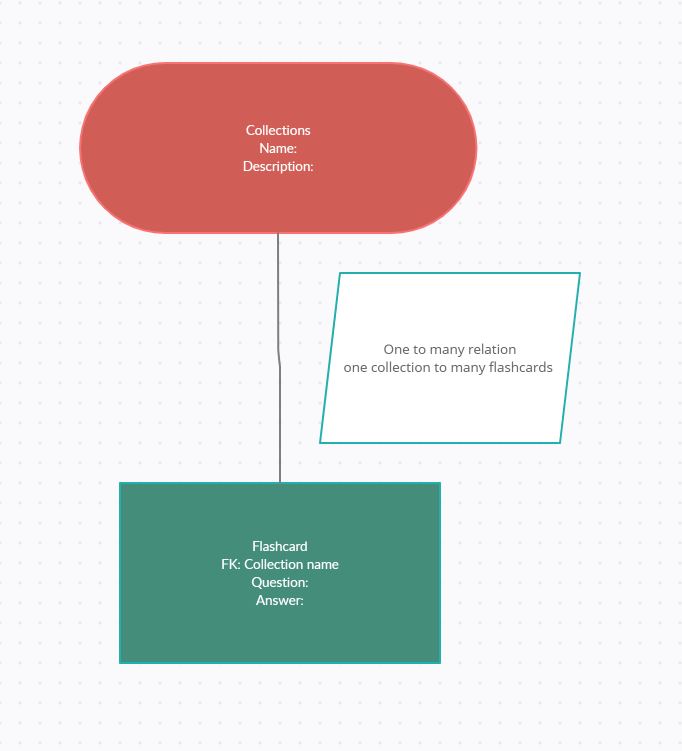 Collections
Name:
Description:
One to many relation
one collection to many flashcards
Flashcard
FK: Collection name
Question:
Answer: